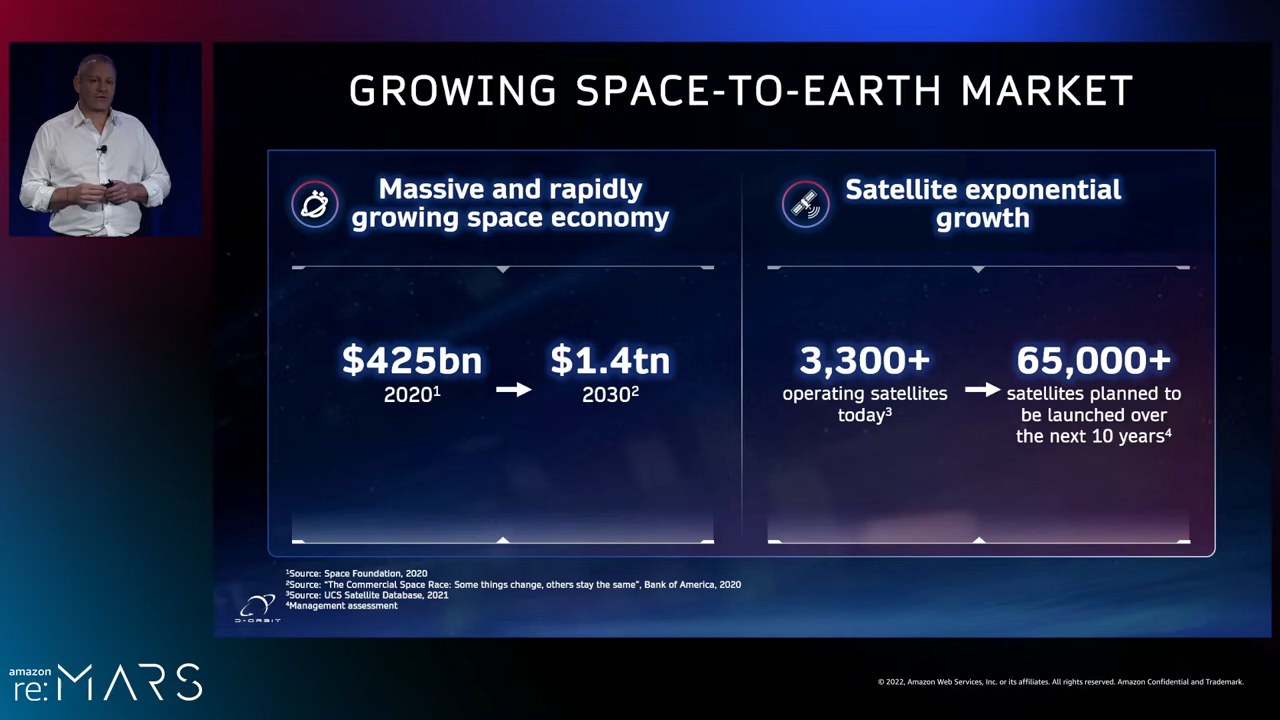 GROWING SPACE-TO-EARTH MARKET
Massive and rapidly
growing space economy
$425bn
2020¹
$1.4tn
2030²
Satellite exponential
growth
3,300+
operating satellites
today³
65,000+
satellites planned to
be launched over
the next 10 years⁴
¹Source: Space Foundation, 2020
²Source: "The Commercial Space Race: Some things change, others stay the same", Bank of America, 2020
³Source: UCS Satellite Database, 2021
⁴Management assessment
D-ORBIT
amazon
re:MARS
© 2022, Amazon Web Services, Inc. or its affiliates. All rights reserved. Amazon Confidential and Trademark.